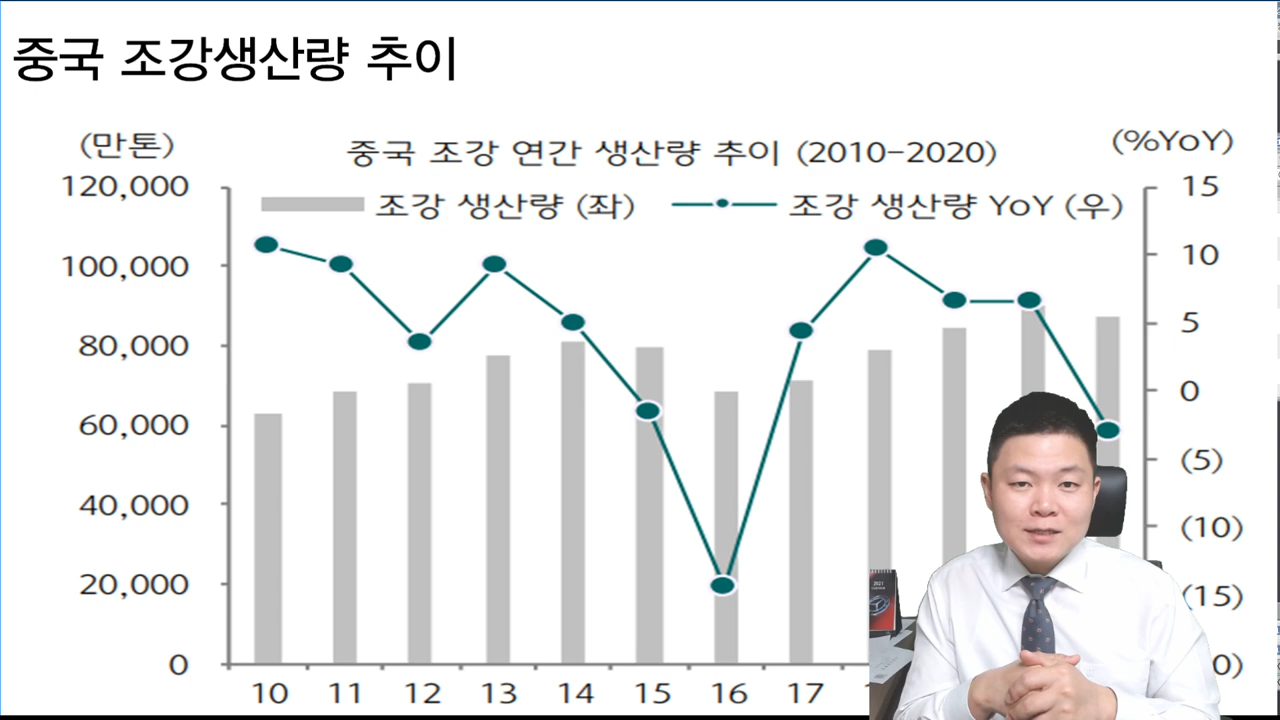 중국 조강생산량 추이
(만톤)
중국 조강 연간 생산량 추이 (2010-2020)
(%YoY)
조강 생산량 (좌)
조강 생산량 YoY (우)
120,000
100,000
80,000
60,000
40,000
20,000
0
15
10
5
0
(5)
(10)
(15)
0)
10 11 12 13 14 15 16 17
2021